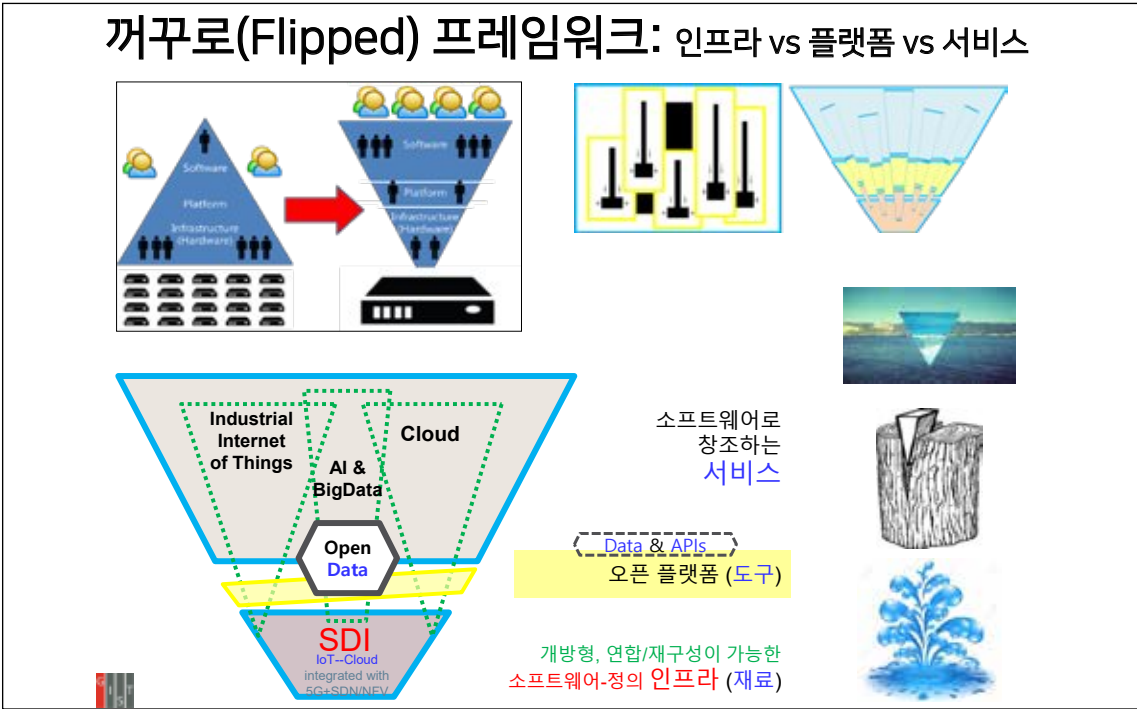 꺼꾸로(Flipped) 프레임워크: 인프라 vs 플랫폼 vs 서비스
Software
Platform
Infrastructure
(Hardware)
Software
Platform
Infrastructure
(Hardware)
Industrial
Internet
of Things
AI &
BigData
Cloud
Open
Data
SDI
IoT--Cloud
integrated with
5G+SDN/NFV
소프트웨어로
창조하는
서비스
Data & APIs
오픈 플랫폼 (도구)
개방형, 연합/재구성이 가능한
소프트웨어-정의 인프라 (재료)
GIST